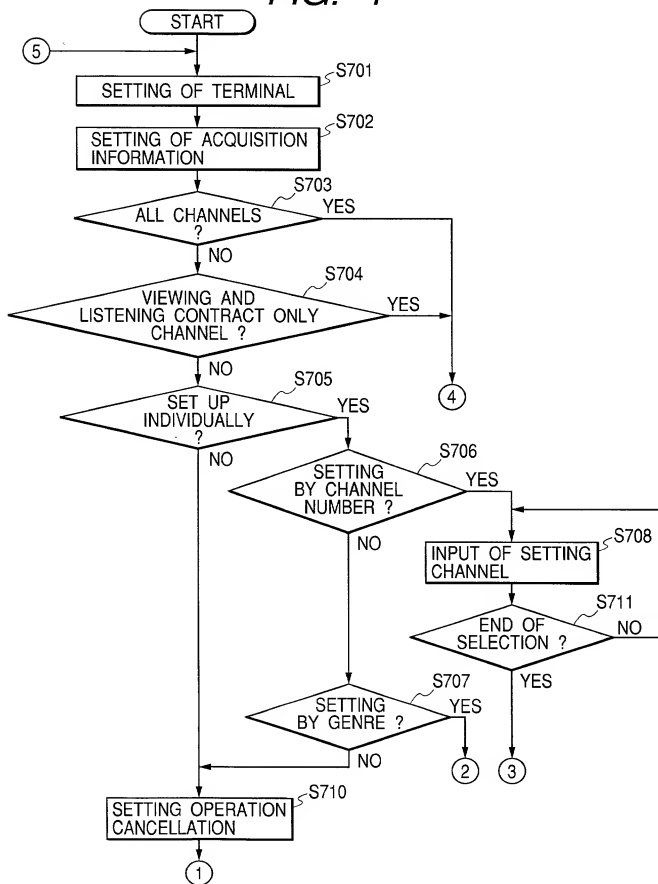 START
5
S701
SETTING OF TERMINAL
S702
SETTING OF ACQUISITION
INFORMATION
S703
ALL CHANNELS
?
YES
NO
S704
VIEWING AND
LISTENING CONTRACT ONLY
CHANNEL ?
YES
NO
4
S705
SET UP
INDIVIDUALLY
?
YES
NO
S706
SETTING
BY CHANNEL
NUMBER ?
YES
NO
S708
INPUT OF SETTING
CHANNEL
S711
END OF
SELECTION ?
NO
YES
S707
SETTING
BY GENRE ?
YES
NO
2
3
S710
SETTING OPERATION
CANCELLATION
1